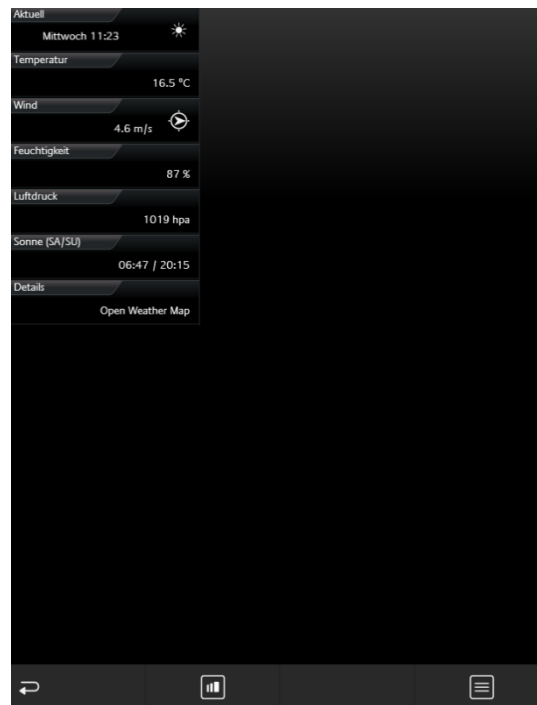 Aktuell
Mittwoch 11:23
Temperatur
16.5 °C
Wind
4.6 m/s
Feuchtigkeit
87 %
Luftdruck
1019 hpa
Sonne (SA/SU)
06:47 / 20:15
Details
Open Weather Map